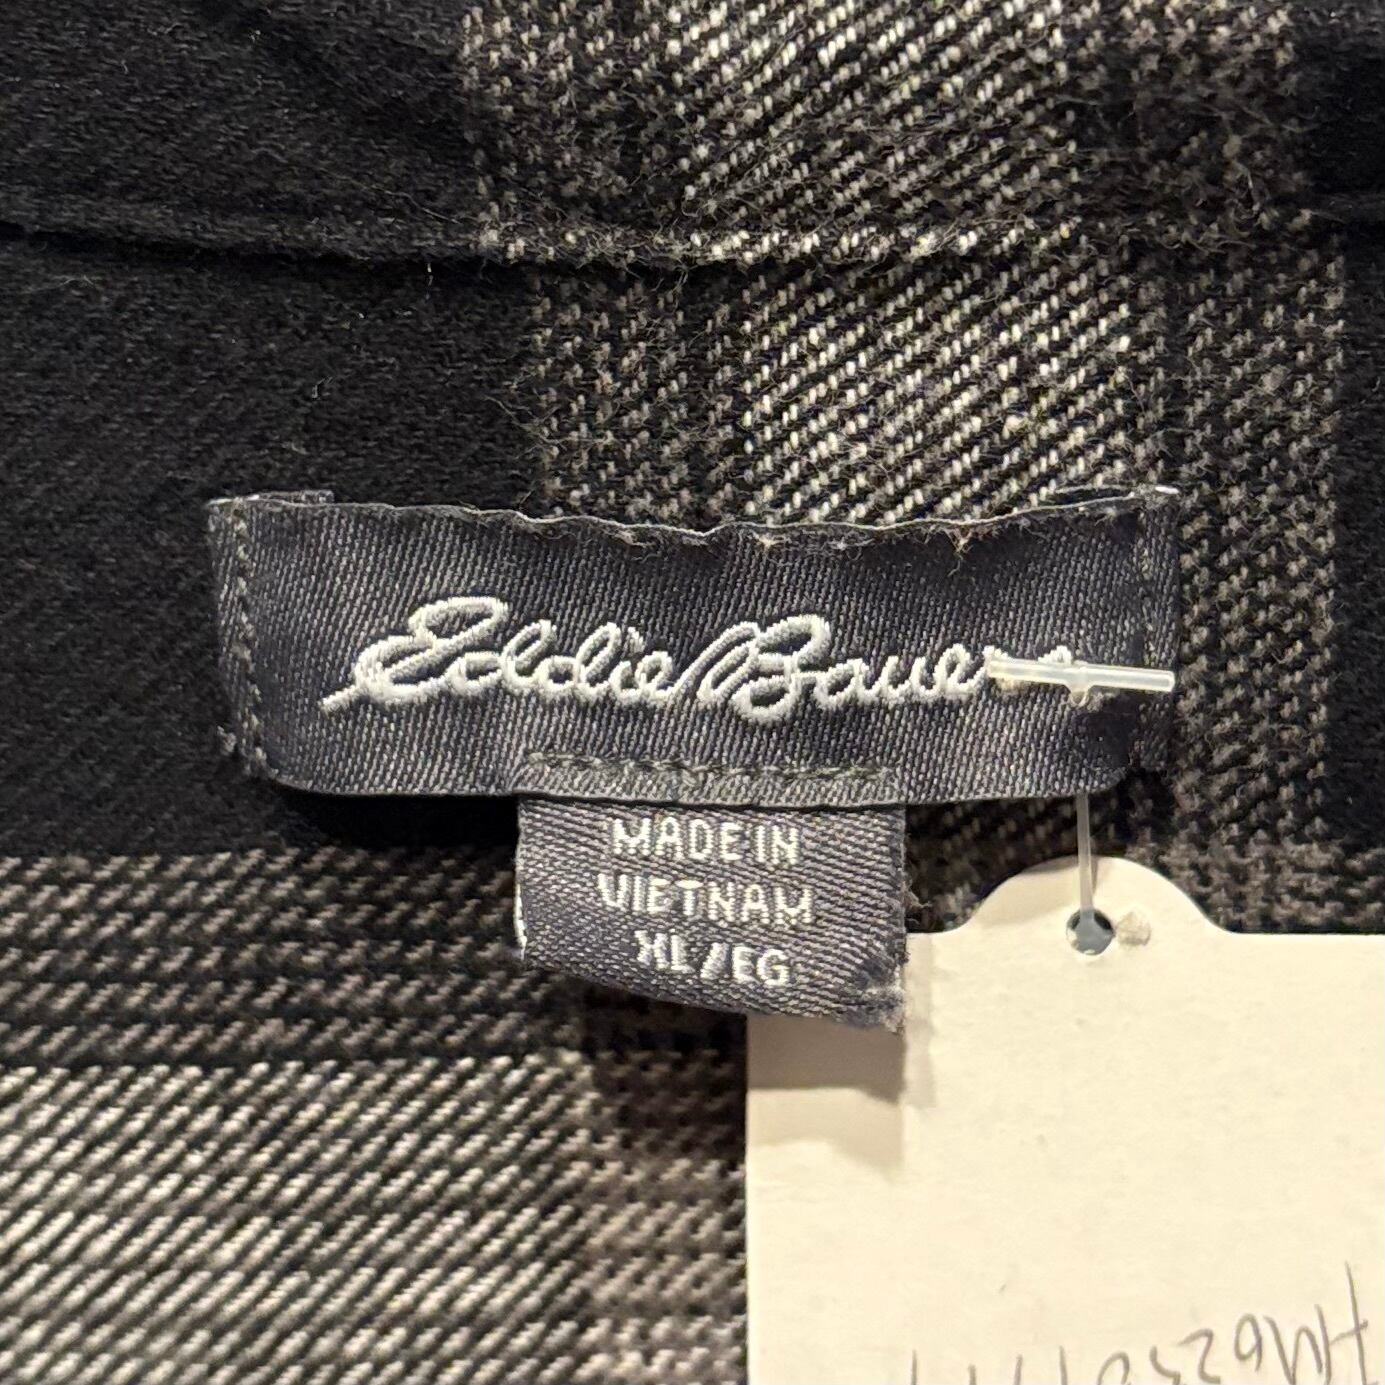 Eddie Bauer
MADE IN
VIETNAM
XL/EG